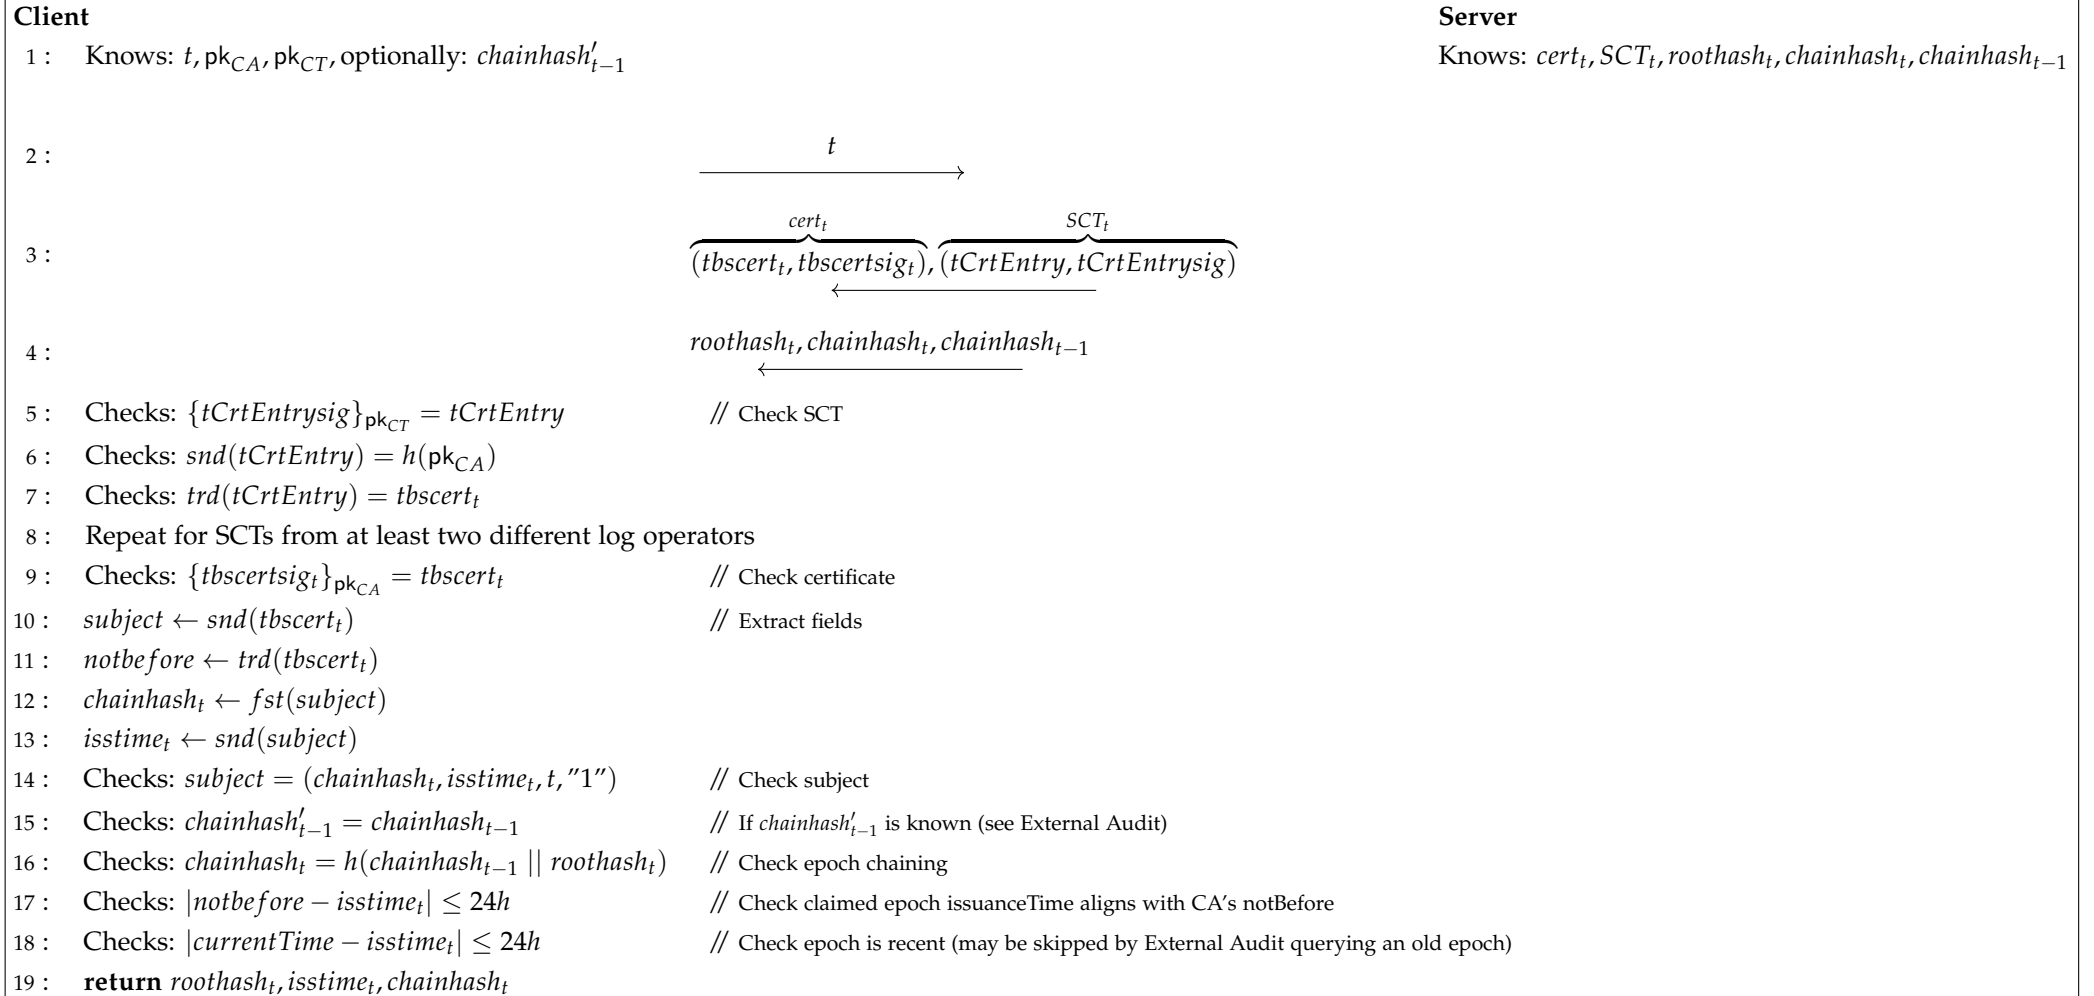 Client Server
1 : Knows: t, pk_CA, pk_CT, optionally: chainhash′_{t−1} Knows: cert_t, SCT_t, roothash_t, chainhash_t, chainhash_{t−1}
2 : t
cert_t SCT_t
3 : (tbscert_t, tbscertsig_t), (tCrtEntry, tCrtEntrysig)
4 : roothash_t, chainhash_t, chainhash_{t−1}
5 : Checks: {tCrtEntrysig}_{pk_CT} = tCrtEntry // Check SCT
6 : Checks: snd(tCrtEntry) = h(pk_CA)
7 : Checks: trd(tCrtEntry) = tbscert_t
8 : Repeat for SCTs from at least two different log operators
9 : Checks: {tbscertsig_t}_{pk_CA} = tbscert_t // Check certificate
10 : subject ← snd(tbscert_t) // Extract fields
11 : notbefore ← trd(tbscert_t)
12 : chainhash_t ← fst(subject)
13 : isstime_t ← snd(subject)
14 : Checks: subject = (chainhash_t, isstime_t, t, ”1”) // Check subject
15 : Checks: chainhash′_{t−1} = chainhash_{t−1} // If chainhash′_{t−1} is known (see External Audit)
16 : Checks: chainhash_t = h(chainhash_{t−1} || roothash_t) // Check epoch chaining
17 : Checks: |notbefore − isstime_t| ≤ 24h // Check claimed epoch issuanceTime aligns with CA’s notBefore
18 : Checks: |currentTime − isstime_t| ≤ 24h // Check epoch is recent (may be skipped by External Audit querying an old epoch)
19 : return roothash_t, isstime_t, chainhash_t